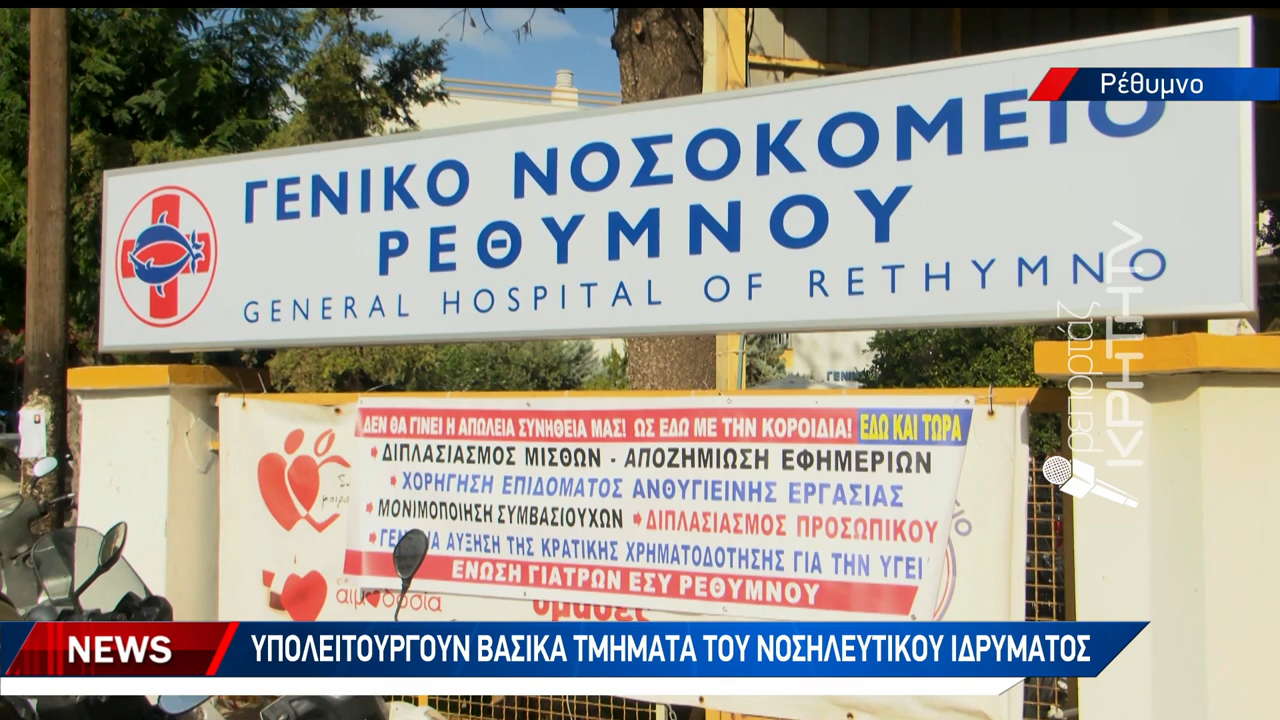 Ρέθυμνο
ΓΕΝΙΚΟ ΝΟΣΟΚΟΜΕΙΟ
ΡΕΘΥΜΝΟΥ
GENERAL HOSPITAL OF RETHYMNO
ρεπορτάζ
ΚΡΗΤΗ TV
ΔΕΝ ΘΑ ΓΙΝΕΙ Η ΑΠΩΛΕΙΑ ΣΥΝΗΘΕΙΑ ΜΑΣ! ΩΣ ΕΔΩ ΜΕ ΤΗΝ ΚΟΡΟΙΔΙΑ! ΕΔΩ ΚΑΙ ΤΩΡΑ
ΔΙΠΛΑΣΙΑΣΜΟΣ ΜΙΣΘΩΝ - ΑΠΟΖΗΜΙΩΣΗ ΕΦΗΜΕΡΙΩΝ
ΧΟΡΗΓΗΣΗ ΕΠΙΔΟΜΑΤΟΣ ΑΝΘΥΓΙΕΙΝΗΣ ΕΡΓΑΣΙΑΣ
ΜΟΝΙΜΟΠΟΙΗΣΗ ΣΥΜΒΑΣΙΟΥΧΩΝ ΔΙΠΛΑΣΙΑΣΜΟΣ ΠΡΟΣΩΠΙΚΟΥ
ΑΥΞΗΣΗ ΤΗΣ ΚΡΑΤΙΚΗΣ ΧΡΗΜΑΤΟΔΟΤΗΣΗΣ ΓΙΑ ΤΗΝ ΥΓΕΙ
ΕΝΩΣΗ ΓΙΑΤΡΩΝ ΕΣΥ ΡΕΘΥΜΝΟΥ
αιμοδοσία
NEWS
ΥΠΟΛΕΙΤΟΥΡΓΟΥΝ ΒΑΣΙΚΑ ΤΜΗΜΑΤΑ ΤΟΥ ΝΟΣΗΛΕΥΤΙΚΟΥ ΙΔΡΥΜΑΤΟΣ